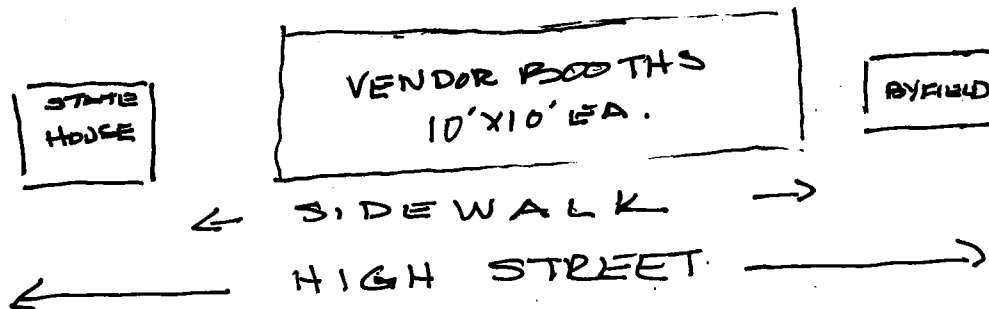 VENDOR BOOTHS
10'X10' EA.
STATE
HOUSE
BYFIELD
SIDEWALK
HIGH STREET